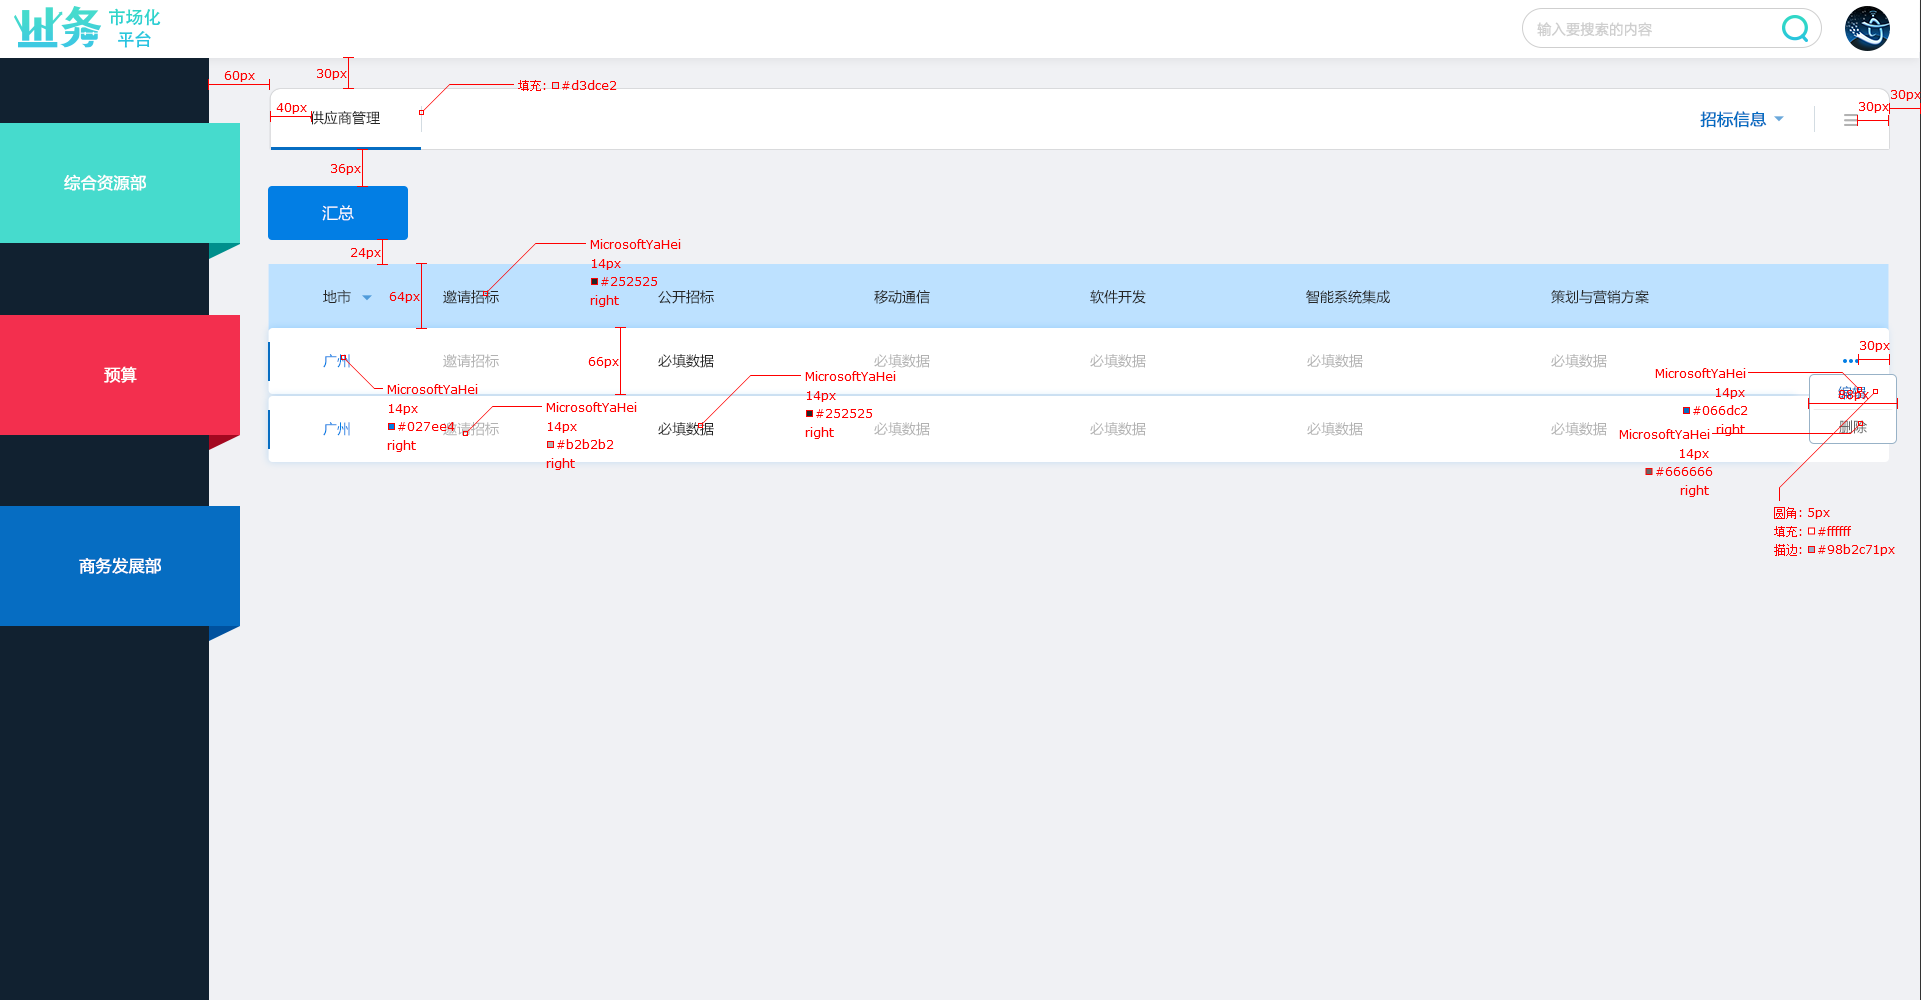 业务 市场化
平台
输入要搜索的内容
60px
30px
填充: #d3dce2
30px
40px
供应商管理
招标信息
30px
36px
综合资源部
汇总
24px
MicrosoftYaHei
14px
#252525
right
地市
64px
邀请招标
公开招标
移动通信
软件开发
智能系统集成
策划与营销方案
广州
邀请招标
66px
必填数据
必填数据
必填数据
必填数据
必填数据
30px
预算
MicrosoftYaHei
14px
#027ee4
right
MicrosoftYaHei
14px
#b2b2b2
right
MicrosoftYaHei
14px
#252525
right
MicrosoftYaHei
14px
#066dc2
right
编辑
88px
广州
邀请招标
必填数据
必填数据
必填数据
必填数据
必填数据
删除
MicrosoftYaHei
14px
#666666
right
圆角: 5px
填充: #ffffff
描边: #98b2c71px
商务发展部